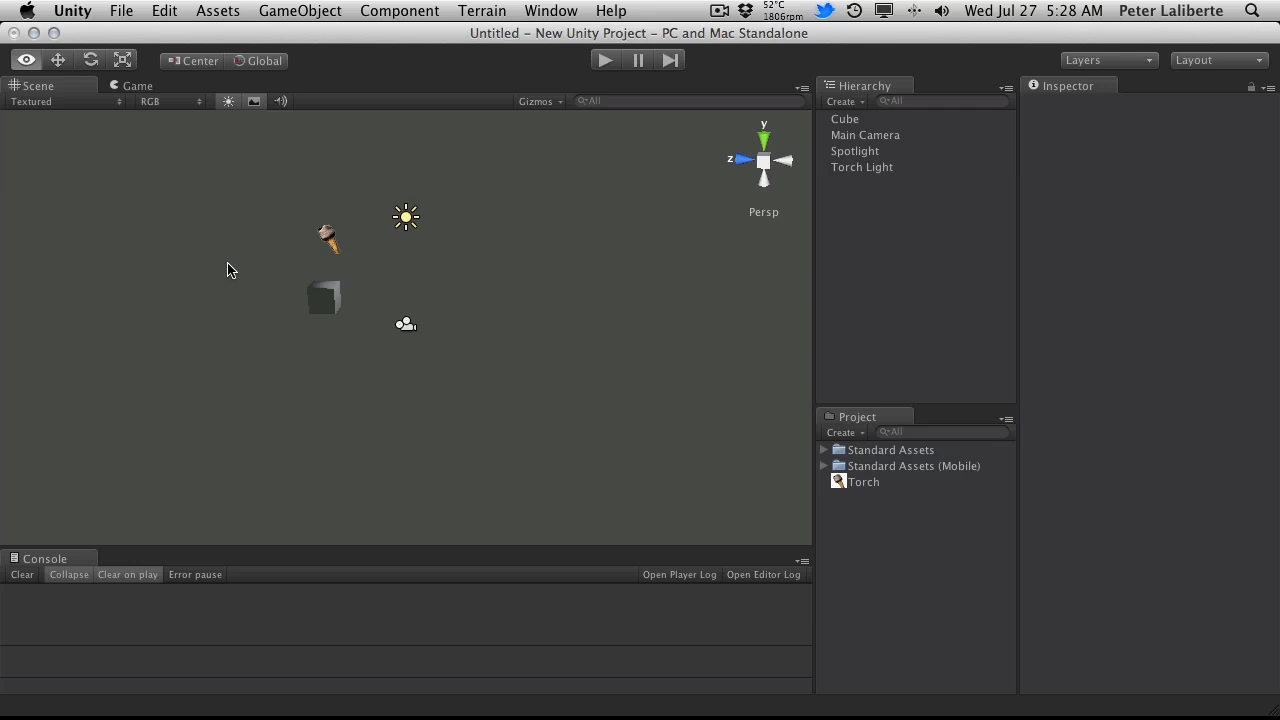 Unity File Edit Assets GameObject Component Terrain Window Help 52°C 1806rpm Wed Jul 27 5:28 AM Peter Laliberte
Untitled – New Unity Project – PC and Mac Standalone
Center Global Layers Layout
Scene Game
Textured RGB Gizmos All
y
z
Persp
Hierarchy
Create All
Cube
Main Camera
Spotlight
Torch Light
Inspector
Project
Create All
Standard Assets
Standard Assets (Mobile)
Torch
Console
Clear Collapse Clear on play Error pause Open Player Log Open Editor Log